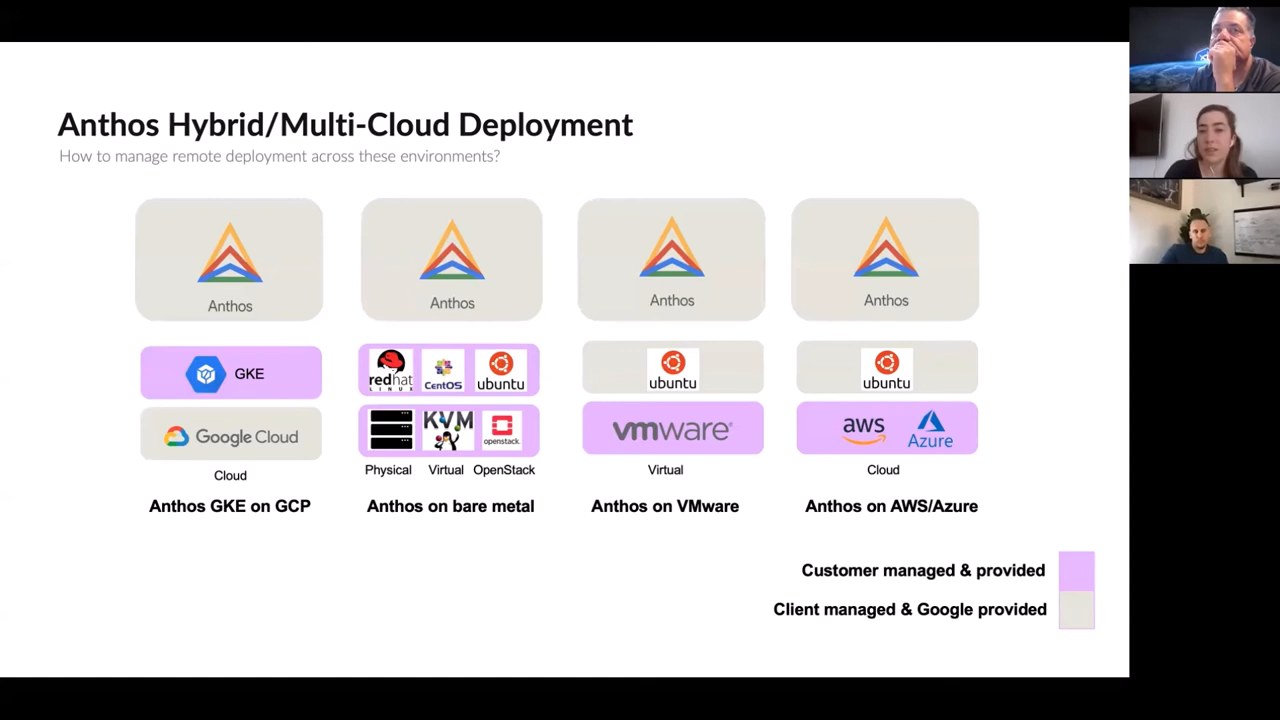 Anthos Hybrid/Multi-Cloud Deployment
How to manage remote deployment across these environments?
Anthos
Anthos
Anthos
Anthos
GKE
redhat
LINUX
CentOS
ubuntu
ubuntu
ubuntu
Google Cloud
KVM
openstack.
vmware®
aws
Azure
Cloud
Physical
Virtual
OpenStack
Virtual
Cloud
Anthos GKE on GCP
Anthos on bare metal
Anthos on VMware
Anthos on AWS/Azure
Customer managed & provided
Client managed & Google provided